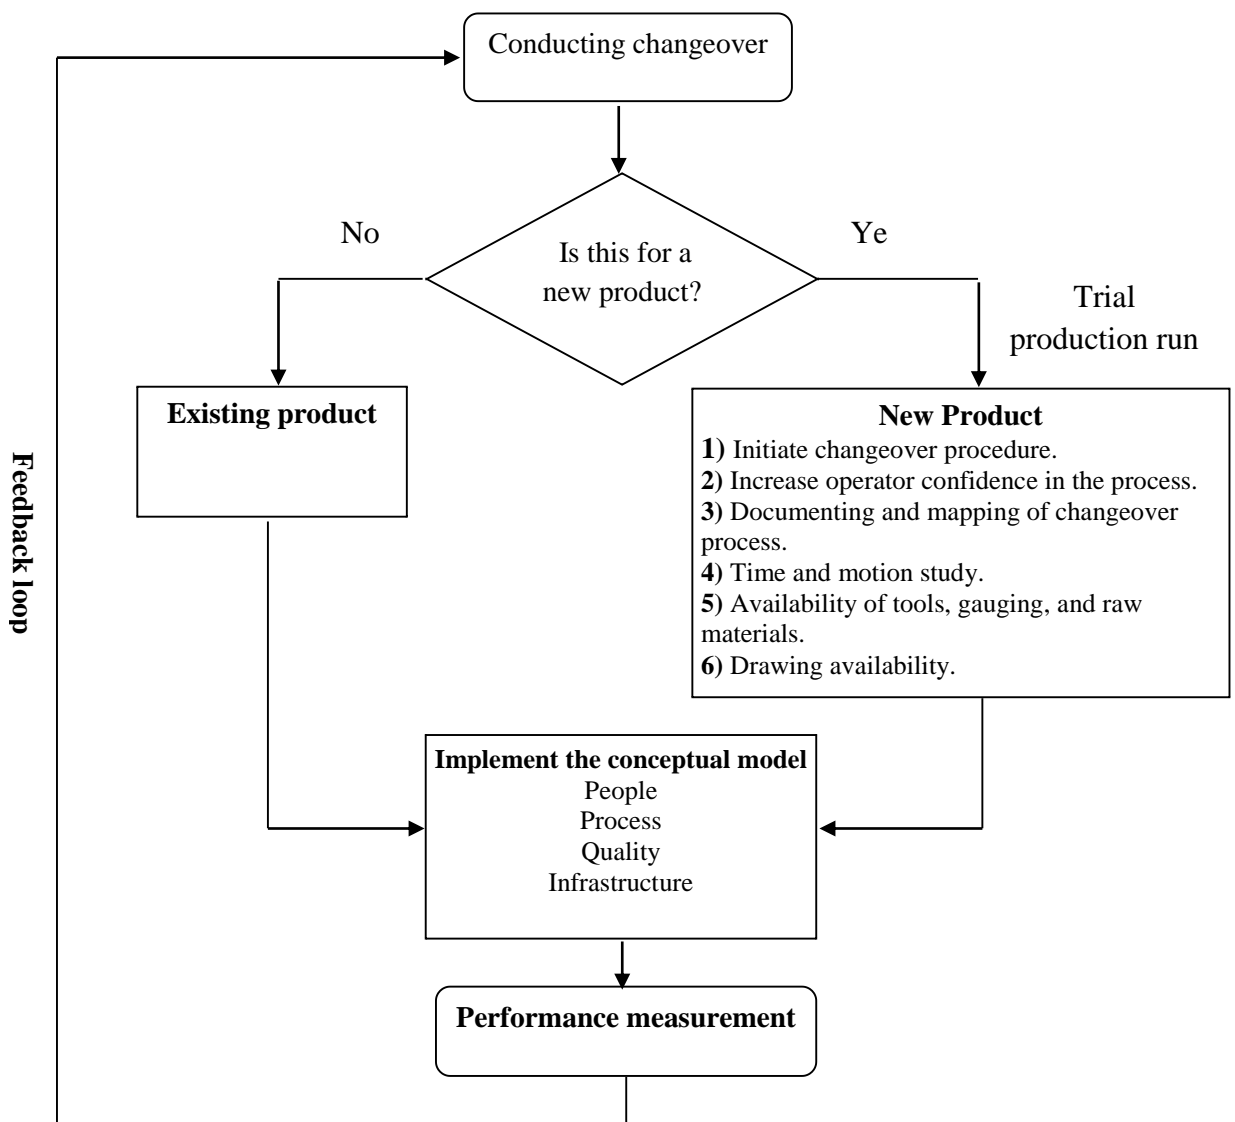 Conducting changeover
No
Ye
Is this for a
new product?
Trial
production run
Existing product
New Product
1) Initiate changeover procedure.
2) Increase operator confidence in the process.
3) Documenting and mapping of changeover
process.
4) Time and motion study.
5) Availability of tools, gauging, and raw
materials.
6) Drawing availability.
Feedback loop
Implement the conceptual model
People
Process
Quality
Infrastructure
Performance measurement